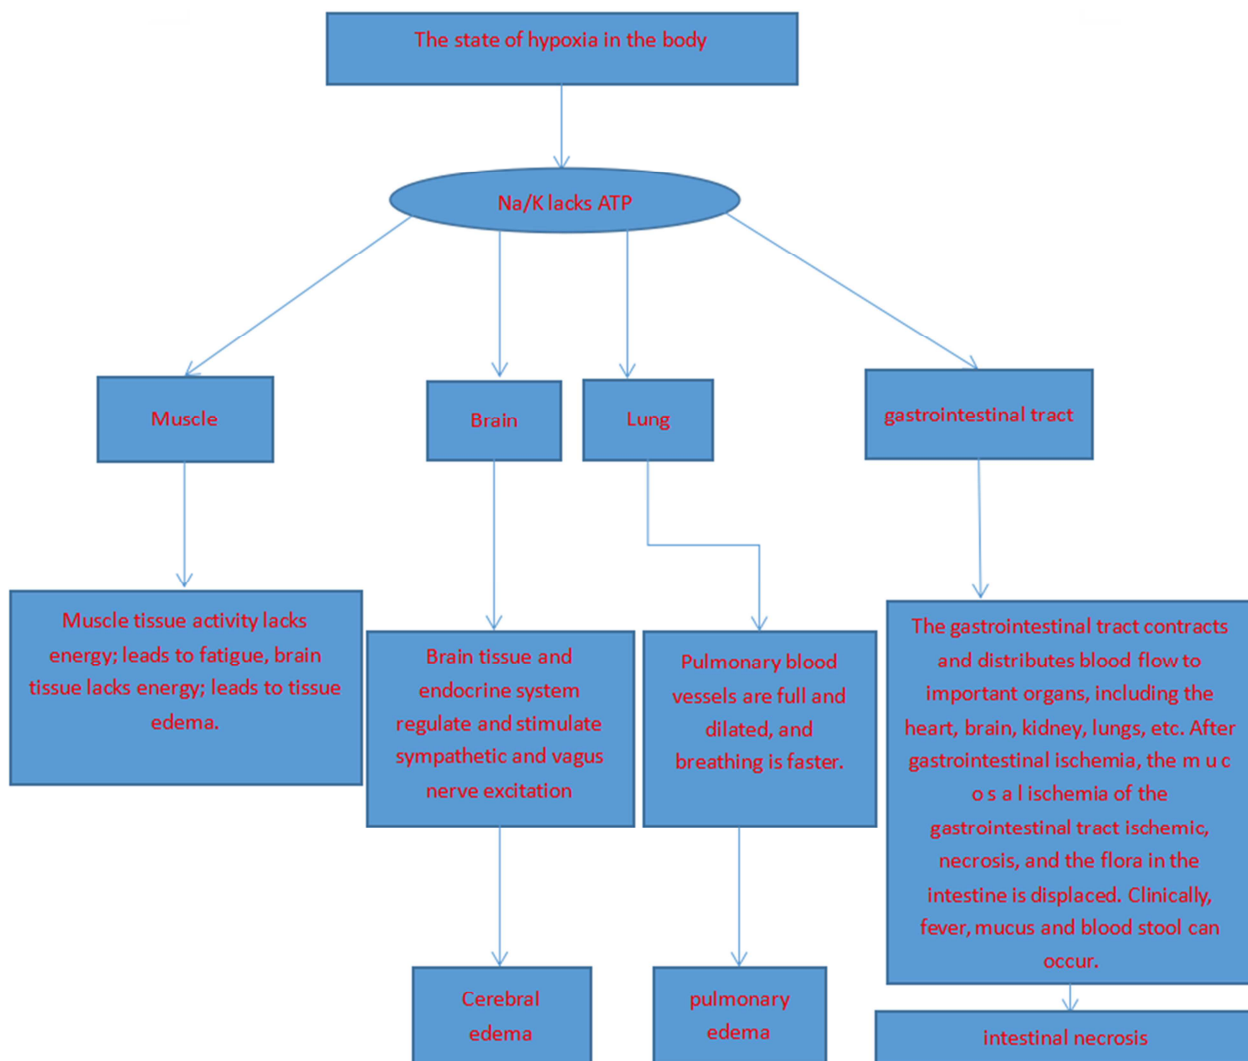 The state of hypoxia in the body
Na/K lacks ATP
Muscle
Brain
Lung
gastrointestinal tract
Muscle tissue activity lacks
energy; leads to fatigue, brain
tissue lacks energy; leads to tissue
edema.
Brain tissue and
endocrine system
regulate and stimulate
sympathetic and vagus
nerve excitation
Pulmonary blood
vessels are full and
dilated, and
breathing is faster.
The gastrointestinal tract contracts
and distributes blood flow to
important organs, including the
heart, brain, kidney, lungs, etc. After
gastrointestinal ischemia, the m u c
o s a l ischemia of the
gastrointestinal tract ischemic,
necrosis, and the flora in the
intestine is displaced. Clinically,
fever, mucus and blood stool can
occur.
Cerebral
edema
pulmonary
edema
intestinal necrosis